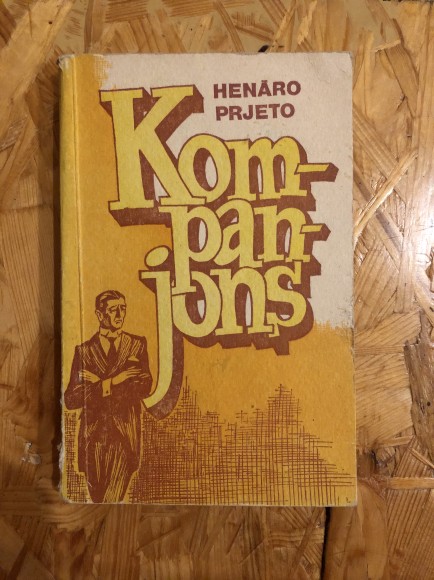 HENĀRO
PRJETO
Kom-
pan-
jons